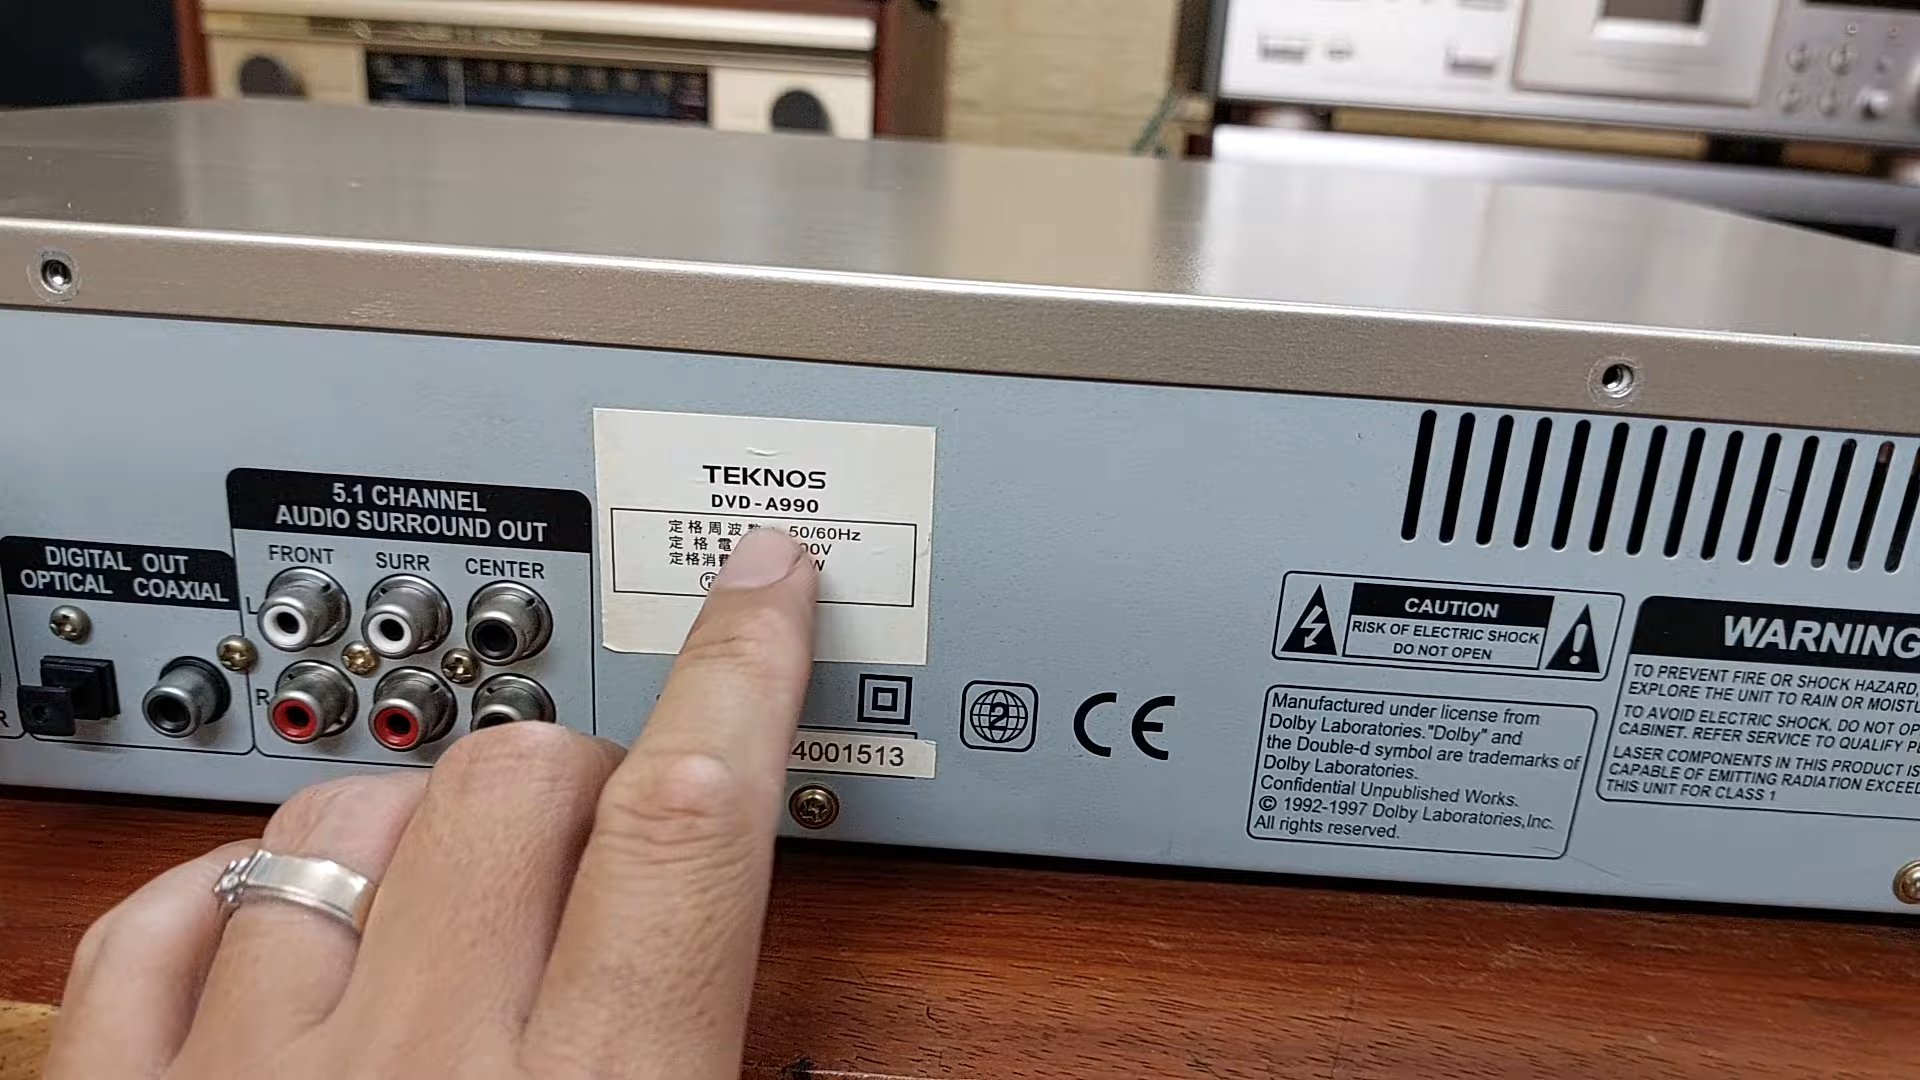 5.1 CHANNEL
AUDIO SURROUND OUT
FRONT
SURR
CENTER
DIGITAL OUT
OPTICAL COAXIAL
L
R
TEKNOS
DVD-A990
定格周波数 50/60Hz
定格電
定格消費
2
4001513
CE
CAUTION
RISK OF ELECTRIC SHOCK
DO NOT OPEN
Manufactured under license from
Dolby Laboratories."Dolby" and
the Double-d symbol are trademarks of
Dolby Laboratories.
Confidential Unpublished Works.
© 1992-1997 Dolby Laboratories,Inc.
All rights reserved.
WARNING
TO PREVENT FIRE OR SHOCK HAZARD,
EXPLORE THE UNIT TO RAIN OR
TO AVOID ELECTRIC SHOCK, DO NOT
CABINET. REFER SERVICE TO QUALIFY
LASER COMPONENTS IN THIS PRODUCT IS
CAPABLE OF EMITTING RADIATION
THIS UNIT FOR CLASS 1